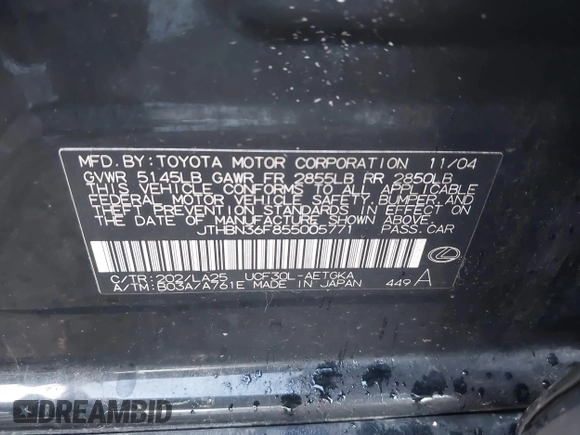 MFD. BY: TOYOTA MOTOR CORPORATION 11/04
GVWR 5145LB GAWR FR 2855LB RR 2850LB
THIS VEHICLE CONFORMS TO ALL APPLICABLE
FEDERAL MOTOR VEHICLE SAFETY, BUMPER, AND
THEFT PREVENTION STANDARDS IN EFFECT ON
THE DATE OF MANUFACTURE SHOWN ABOVE.
JTHBN36F855005771 PASS. CAR
C/TR: 202/LA25 UCF30L-AETGKA
A/TM: B03A/A761E MADE IN JAPAN 449 A
DREAMBID